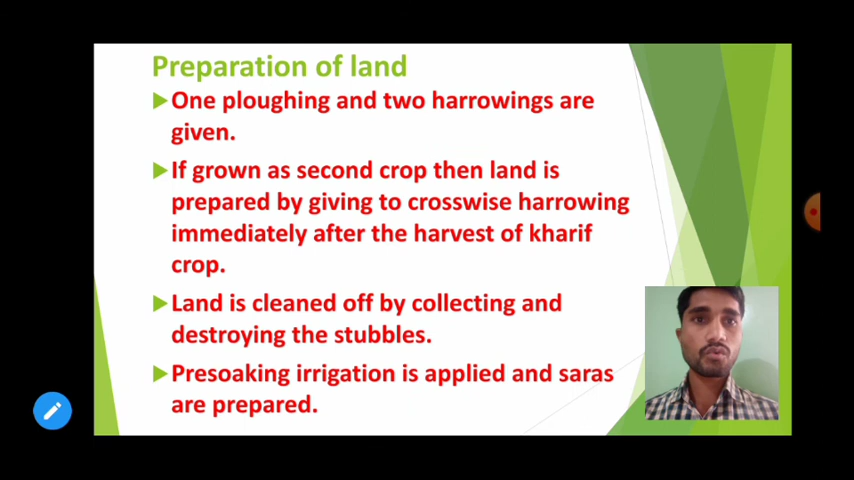 Preparation of land
One ploughing and two harrowings are
given.
If grown as second crop then land is
prepared by giving to crosswise harrowing
immediately after the harvest of kharif
crop.
Land is cleaned off by collecting and
destroying the stubbles.
Presoaking irrigation is applied and saras
are prepared.